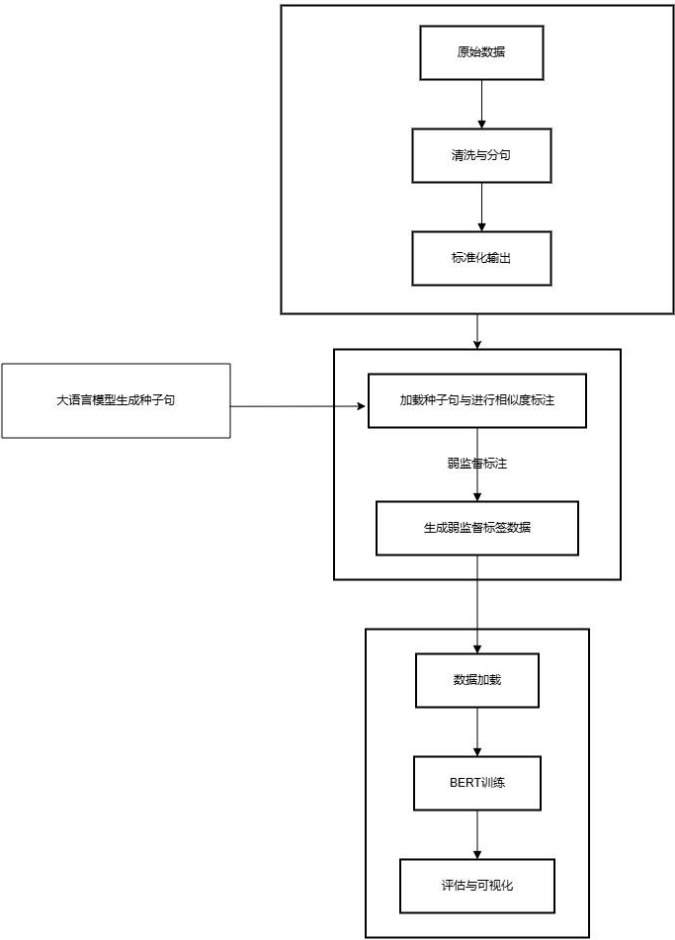 原始数据
清洗与分句
标准化输出
大语言模型生成种子句
加载种子句与进行相似度标注
弱监督标注
生成弱监督标签数据
数据加载
BERT训练
评估与可视化